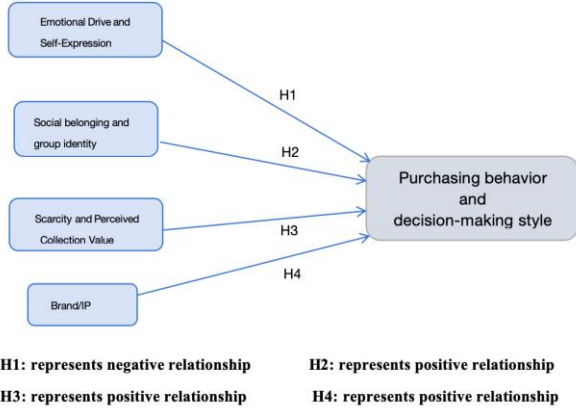 Emotional Drive and
Self-Expression
H1
Social belonging and
group identity
H2
Purchasing behavior
and
decision-making style
Scarcity and Perceived
Collection Value
H3
H4
Brand/IP
H1: represents negative relationship H2: represents positive relationship
H3: represents positive relationship H4: represents positive relationship